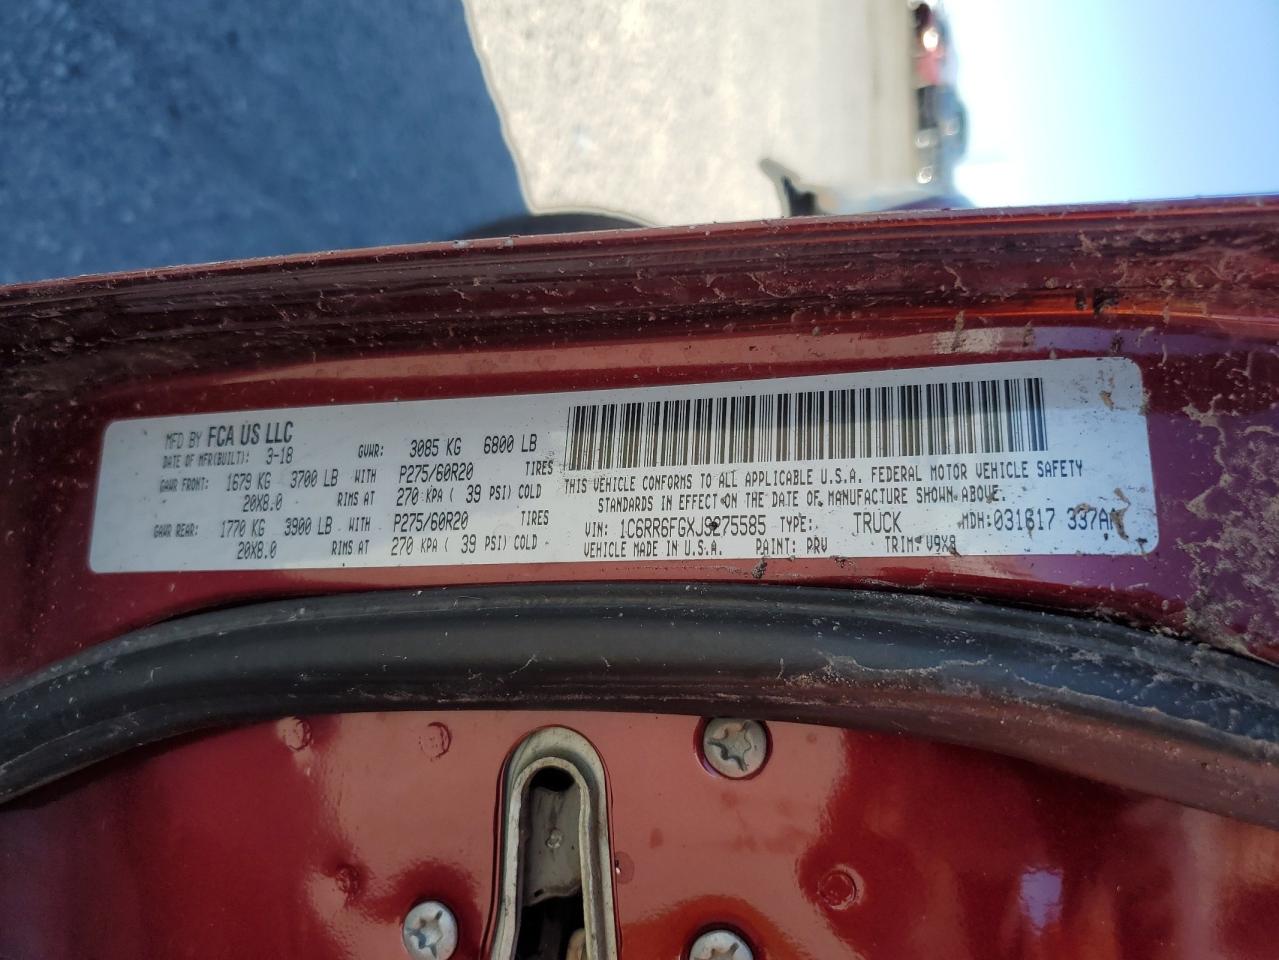 MFD BY FCA US LLC
DATE OF MFR(BUILT): 3-18 GVWR: 3085 KG 6800 LB
GAWR FRONT: 1679 KG 3700 LB WITH P275/60R20 TIRES
20X8.0 RIMS AT 270 KPA ( 39 PSI) COLD
GAWR REAR: 1770 KG 3900 LB WITH P275/60R20 TIRES
20X8.0 RIMS AT 270 KPA ( 39 PSI) COLD
THIS VEHICLE CONFORMS TO ALL APPLICABLE U.S.A. FEDERAL MOTOR VEHICLE SAFETY
STANDARDS IN EFFECT ON THE DATE OF MANUFACTURE SHOWN ABOVE.
VIN: 1C6RR6FGXJS275585 TYPE: TRUCK MDH:
VEHICLE MADE IN U.S.A. PAINT: PRV TRIM: V9X8